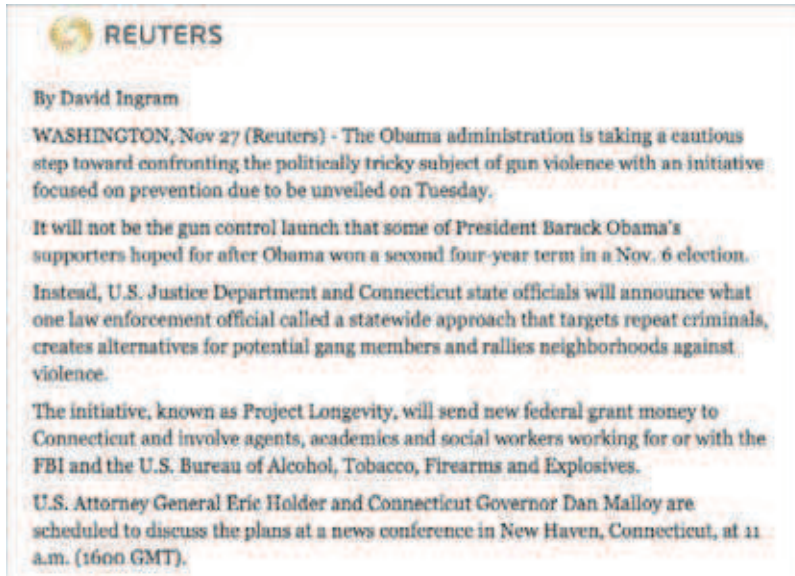 REUTERS
By David Ingram
WASHINGTON, Nov 27 (Reuters) - The Obama administration is taking a cautious
step toward confronting the politically tricky subject of gun violence with an initiative
focused on prevention due to be unveiled on Tuesday.
It will not be the gun control launch that some of President Barack Obama's
supporters hoped for after Obama won a second four-year term in a Nov. 6 election.
Instead, U.S. Justice Department and Connecticut state officials will announce what
one law enforcement official called a statewide approach that targets repeat criminals,
creates alternatives for potential gang members and rallies neighborhoods against
violence.
The initiative, known as Project Longevity, will send new federal grant money to
Connecticut and involve agents, academics and social workers working for or with the
FBI and the U.S. Bureau of Alcohol, Tobacco, Firearms and Explosives.
U.S. Attorney General Eric Holder and Connecticut Governor Dan Malloy are
scheduled to discuss the plans at a news conference in New Haven, Connecticut, at 11
a.m. (1600 GMT).